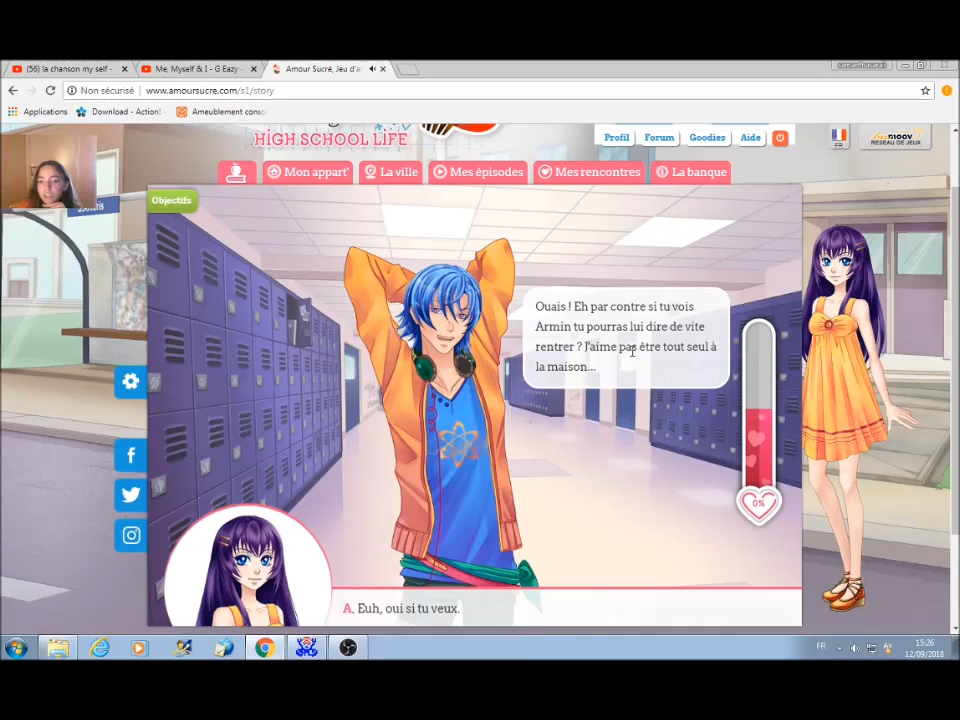 (56) la chanson my self -
Me, Myself & I - G Eazy -
Amour Sucré, Jeu d'a
Non sécurisé
www.amoursucre.com/s1/story
Applications
Download - Action!
Ameublement conso
HIGH SCHOOL LIFE
Profil
Forum
Goodies
Aide
FR
RESEAU DE JEUX
Mon appart'
La ville
Mes épisodes
Mes rencontres
La banque
Objectifs
Ouais ! Eh par contre si tu vois
Armin tu pourras lui dire de vite
rentrer ? J'aime pas être tout seul à
la maison...
0%
A. Euh, oui si tu veux.
FR
15:26
12/09/2018